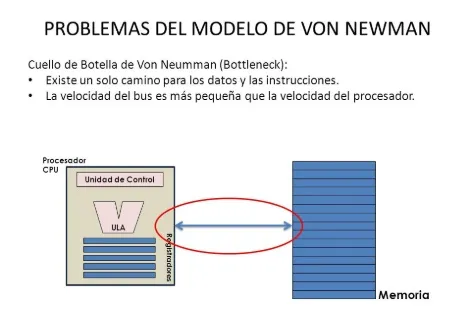 PROBLEMAS DEL MODELO DE VON NEWMAN
Cuello de Botella de Von Neumman (Bottleneck):
• Existe un solo camino para los datos y las instrucciones.
• La velocidad del bus es más pequeña que la velocidad del procesador.
Procesador
CPU
Unidad de Control
ULA
Registradores
Memoria